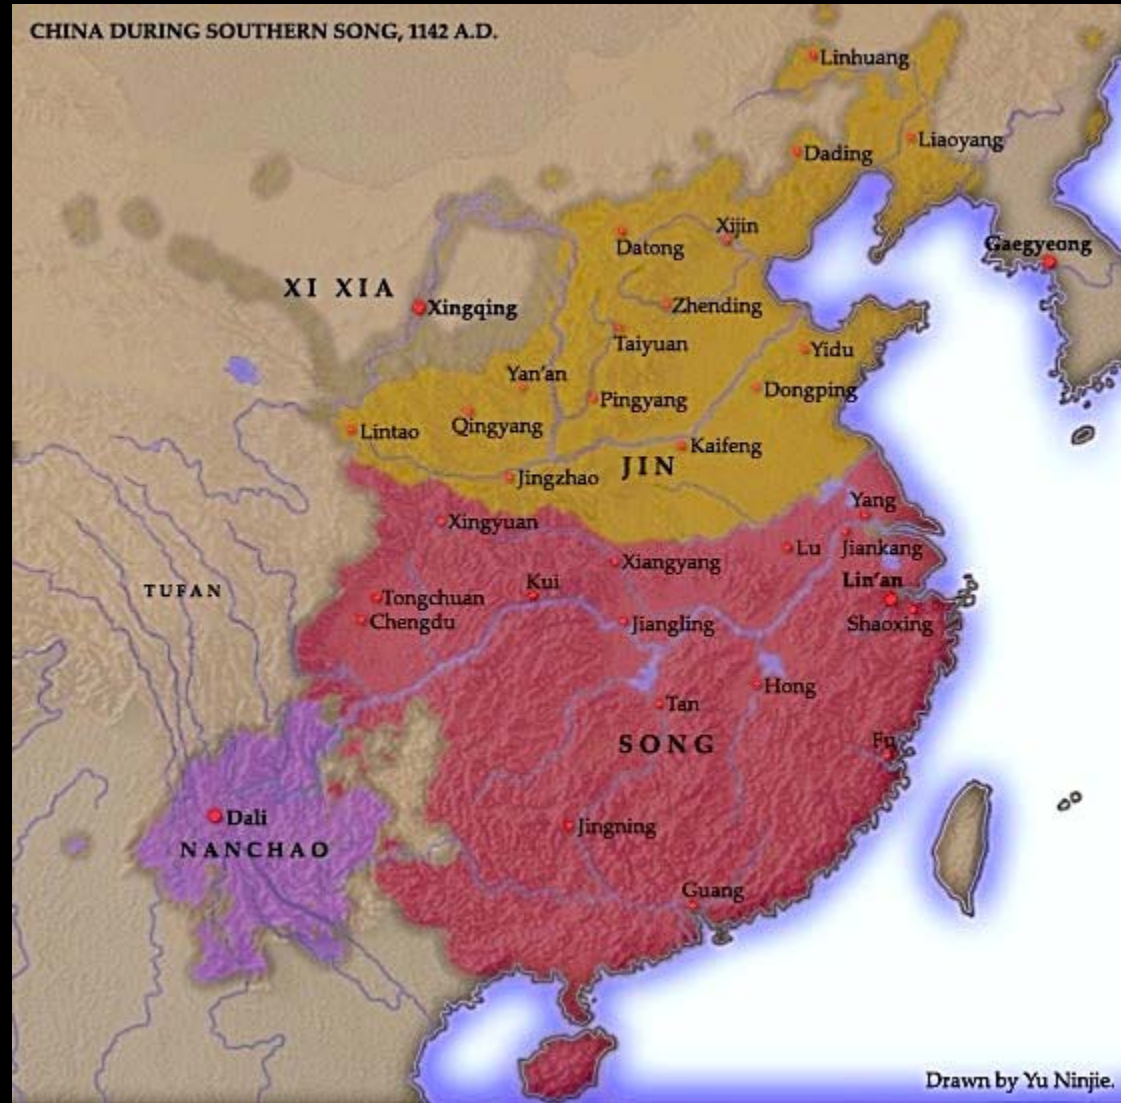 CHINA DURING SOUTHERN SONG, 1142 A.D.
Linhuang
Liaoyang
Dading
Xijin
Datong
Gaegyeong
XI XIA
Xingqing
Zhending
Taiyuan
Yidu
Yan'an
Dongping
Pingyang
Qingyang
Lintao
Kaifeng
JIN
Jingzhao
Yang
Xingyuan
Lu
Jiankang
Xiangyang
Lin'an
Kui
TUFAN
Tongchuan
Chengdu
Jiangling
Shaoxing
Hong
Tan
SONG
Fu
Dali
Jingning
NANCHAO
Guang
Drawn by Yu Ninjie.